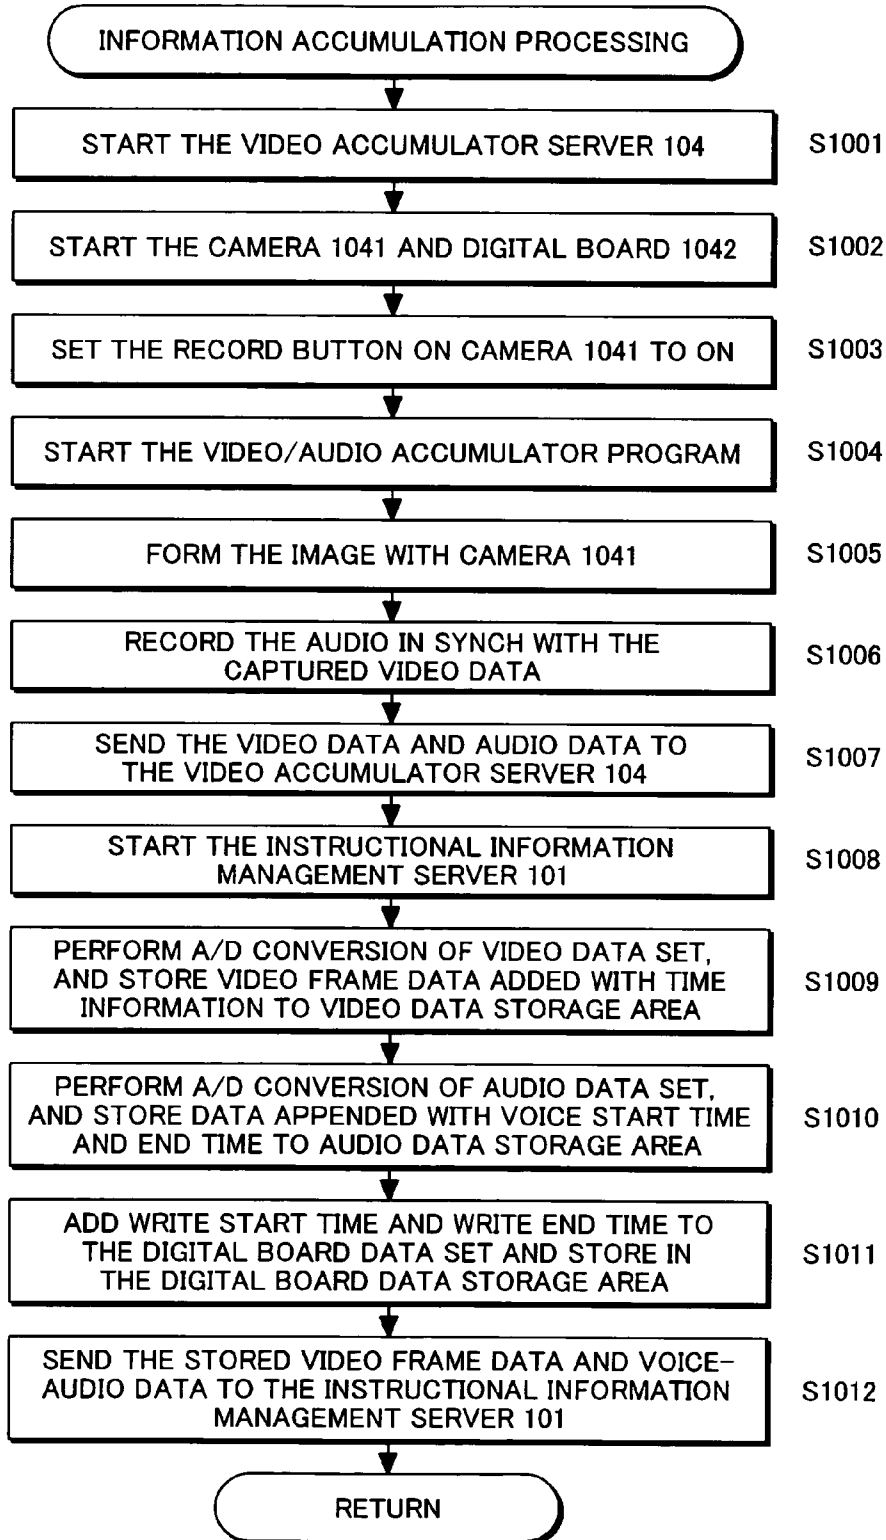 INFORMATION ACCUMULATION PROCESSING
START THE VIDEO ACCUMULATOR SERVER 104
S1001
START THE CAMERA 1041 AND DIGITAL BOARD 1042
S1002
SET THE RECORD BUTTON ON CAMERA 1041 TO ON
S1003
START THE VIDEO/AUDIO ACCUMULATOR PROGRAM
S1004
FORM THE IMAGE WITH CAMERA 1041
S1005
RECORD THE AUDIO IN SYNCH WITH THE
CAPTURED VIDEO DATA
S1006
SEND THE VIDEO DATA AND AUDIO DATA TO
THE VIDEO ACCUMULATOR SERVER 104
S1007
START THE INSTRUCTIONAL INFORMATION
MANAGEMENT SERVER 101
S1008
PERFORM A/D CONVERSION OF VIDEO DATA SET,
AND STORE VIDEO FRAME DATA ADDED WITH TIME
INFORMATION TO VIDEO DATA STORAGE AREA
S1009
PERFORM A/D CONVERSION OF AUDIO DATA SET,
AND STORE DATA APPENDED WITH VOICE START TIME
AND END TIME TO AUDIO DATA STORAGE AREA
S1010
ADD WRITE START TIME AND WRITE END TIME TO
THE DIGITAL BOARD DATA SET AND STORE IN
THE DIGITAL BOARD DATA STORAGE AREA
S1011
SEND THE STORED VIDEO FRAME DATA AND VOICE-
AUDIO DATA TO THE INSTRUCTIONAL INFORMATION
MANAGEMENT SERVER 101
S1012
RETURN